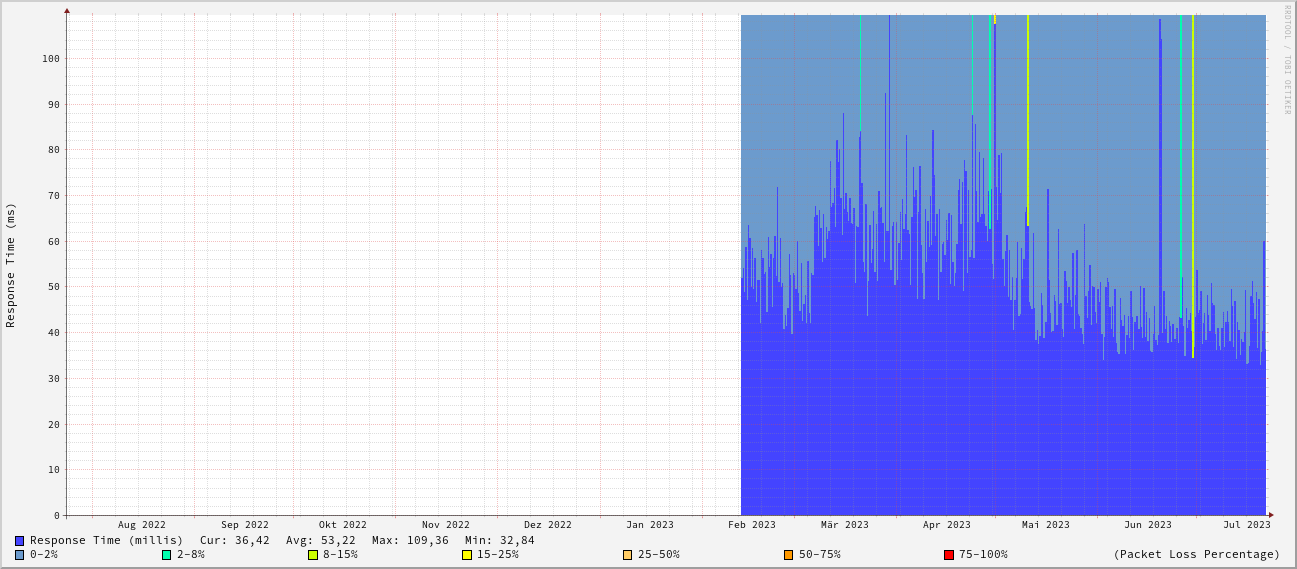 RRDTOOL / TOBI OETIKER
Response Time (ms)
100
90
80
70
60
50
40
30
20
10
0
Aug 2022 Sep 2022 Okt 2022 Nov 2022 Dez 2022 Jan 2023 Feb 2023 Mär 2023 Apr 2023 Mai 2023 Jun 2023 Jul 2023
Response Time (millis) Cur: 36,42 Avg: 53,22 Max: 109,36 Min: 32,84
0-2% 2-8% 8-15% 15-25% 25-50% 50-75% 75-100% (Packet Loss Percentage)